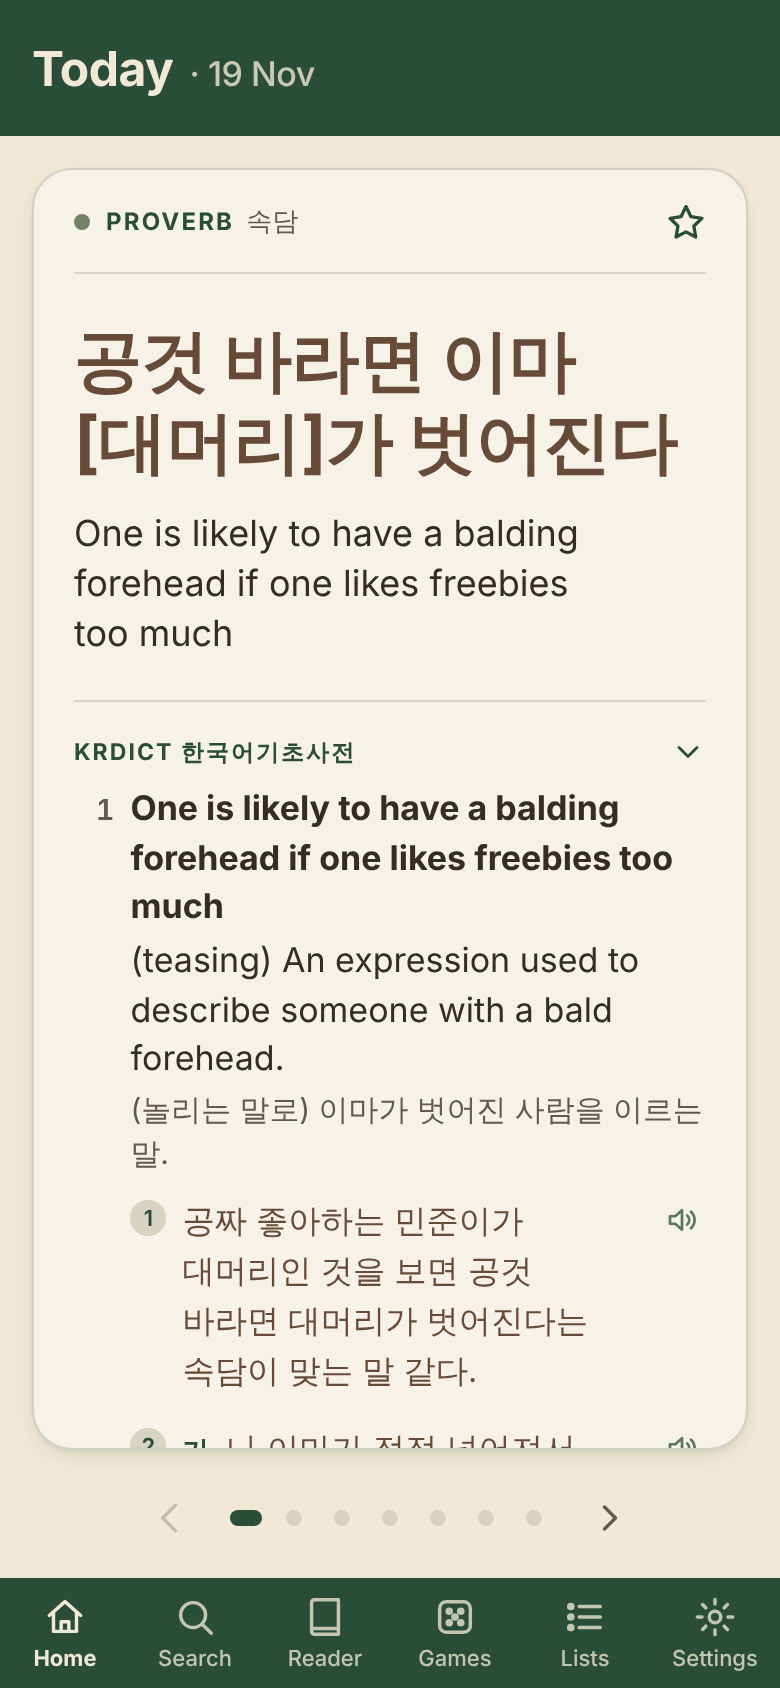 Today · 19 Nov
PROVERB 속담
공것 바라면 이마
[대머리]가 벗어진다
One is likely to have a balding
forehead if one likes freebies
too much
KRDICT 한국어기초사전
1 One is likely to have a balding
forehead if one likes freebies too
much
(teasing) An expression used to
describe someone with a bald
forehead.
(놀리는 말로) 이마가 벗어진 사람을 이르는
말.
1 공짜 좋아하는 민준이가
대머리인 것을 보면 공것
바라면 대머리가 벗어진다는
속담이 맞는 말 같다.
2
Home Search Reader Games Lists Settings